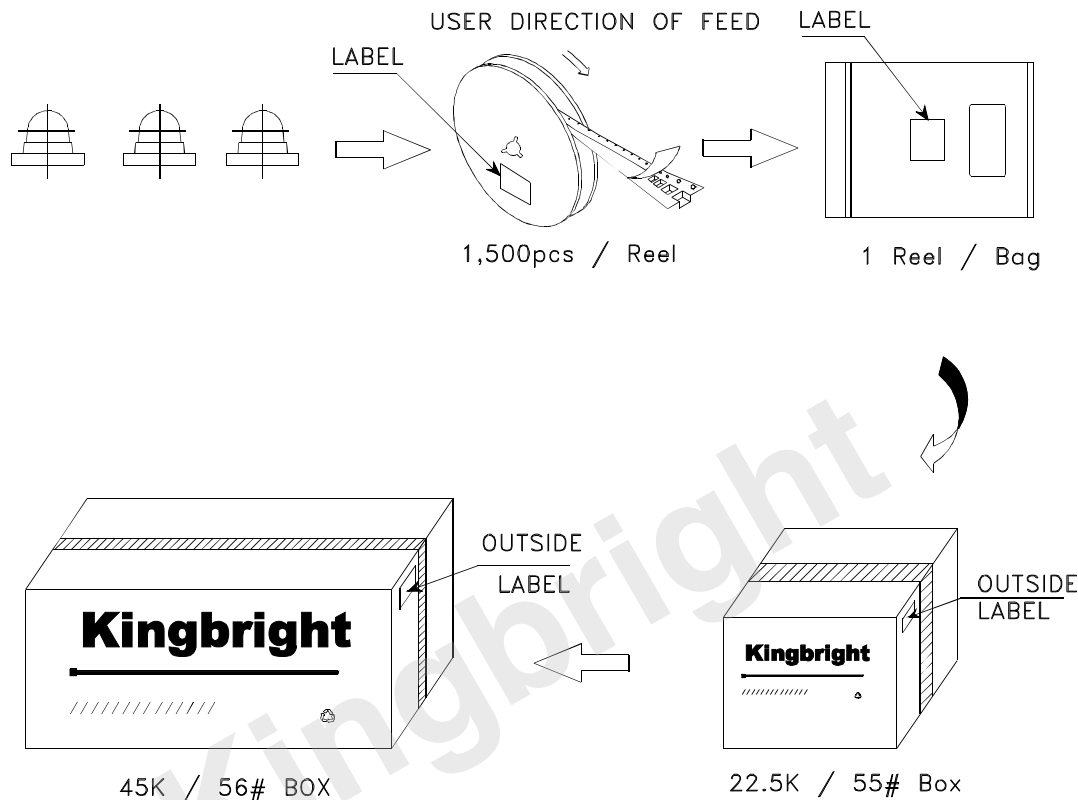 USER DIRECTION OF FEED
LABEL
LABEL
1,500pcs / Reel
1 Reel / Bag
OUTSIDE
LABEL
OUTSIDE
LABEL
Kingbright
Kingbright
45K / 56# BOX
22.5K / 55# Box
Kingbright